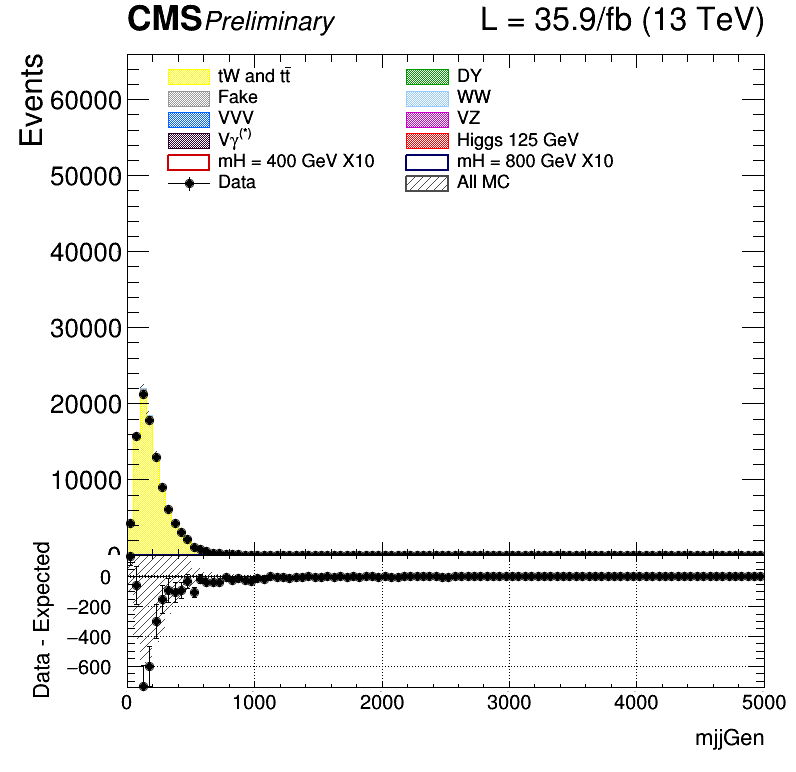 CMS Preliminary L = 35.9/fb (13 TeV)
Events
60000
50000
40000
30000
20000
10000
0
tW and tt̄ DY
Fake WW
VVV VZ
Vγ(*) Higgs 125 GeV
mH = 400 GeV X10 mH = 800 GeV X10
Data All MC
Data - Expected
0
−200
−400
−600
0 1000 2000 3000 4000 5000
mjjGen